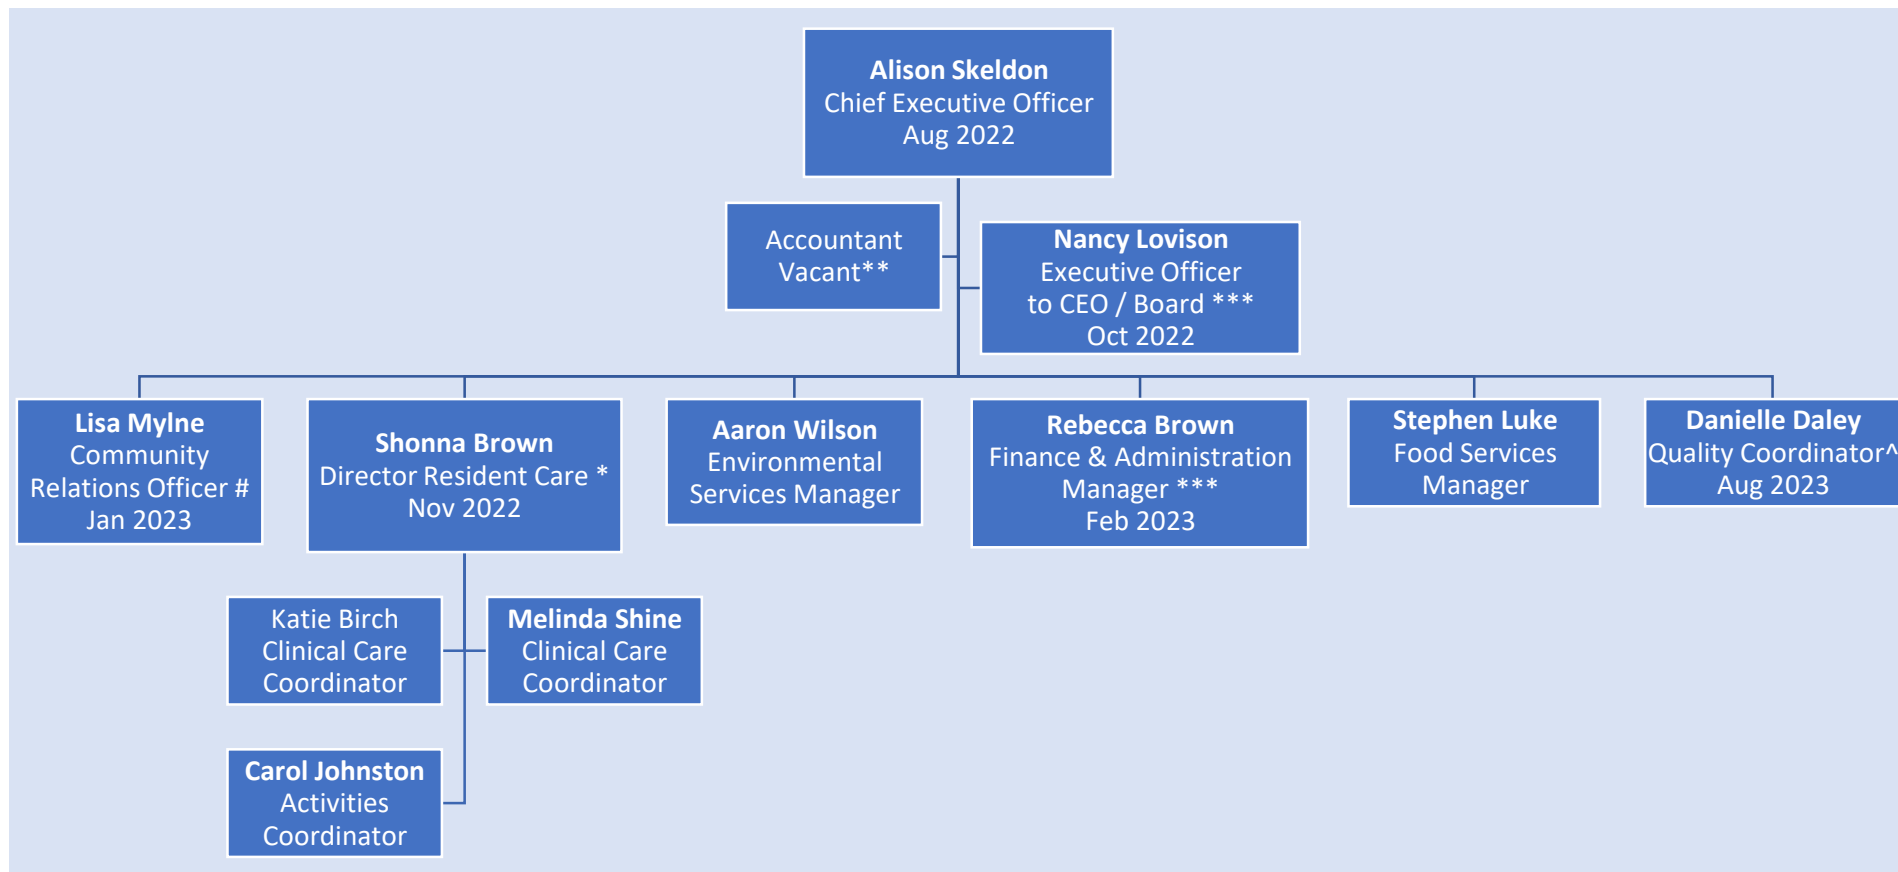 Alison Skeldon
Chief Executive Officer
Aug 2022
Accountant
Vacant**
Nancy Lovison
Executive Officer
to CEO / Board ***
Oct 2022
Lisa Mylne
Community
Relations Officer #
Jan 2023
Shonna Brown
Director Resident Care *
Nov 2022
Aaron Wilson
Environmental
Services Manager
Rebecca Brown
Finance & Administration
Manager ***
Feb 2023
Stephen Luke
Food Services
Manager
Danielle Daley
Quality Coordinator^
Aug 2023
Katie Birch
Clinical Care
Coordinator
Melinda Shine
Clinical Care
Coordinator
Carol Johnston
Activities
Coordinator